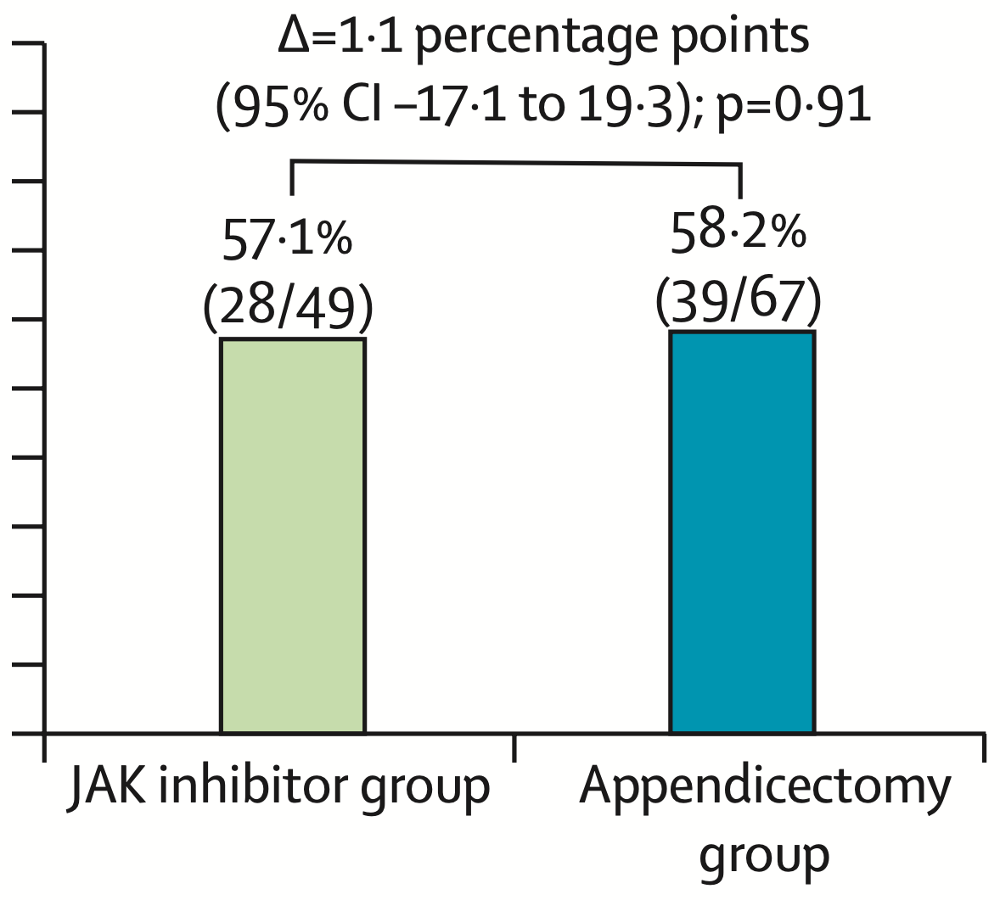 Δ=1·1 percentage points
(95% CI –17·1 to 19·3); p=0·91
57·1%
(28/49)
58·2%
(39/67)
JAK inhibitor group
Appendicectomy
group